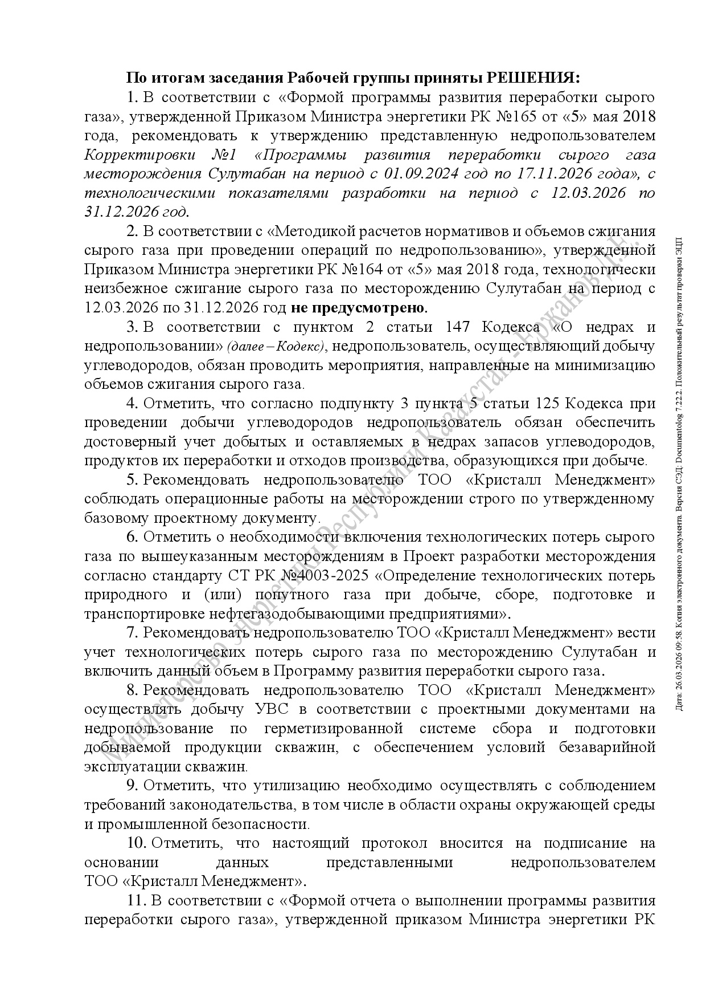 По итогам заседания Рабочей группы приняты РЕШЕНИЯ:
1. В соответствии с «Формой программы развития переработки сырого
газа», утвержденной Приказом Министра энергетики РК №165 от «5» мая 2018
года, рекомендовать к утверждению представленную недропользователем
Корректировки №1 «Программы развития переработки сырого газа
месторождения Сулутабан на период с 01.09.2024 год по 17.11.2026 года», с
технологическими показателями разработки на период с 12.03.2026 по
31.12.2026 год.
2. В соответствии с «Методикой расчетов нормативов и объемов сжигания
сырого газа при проведении операций по недропользованию», утвержденной
Приказом Министра энергетики РК №164 от «5» мая 2018 года, технологически
неизбежное сжигание сырого газа по месторождению Сулутабан на период с
12.03.2026 по 31.12.2026 год не предусмотрено.
3. В соответствии с пунктом 2 статьи 147 Кодекса «О недрах и
недропользовании» (далее – Кодекс), недропользователь, осуществляющий добычу
углеводородов, обязан проводить мероприятия, направленные на минимизацию
объемов сжигания сырого газа.
4. Отметить, что согласно подпункту 3 пункта 5 статьи 125 Кодекса при
проведении добычи углеводородов недропользователь обязан обеспечить
достоверный учет добытых и оставляемых в недрах запасов углеводородов,
продуктов их переработки и отходов производства, образующихся при добыче.
5. Рекомендовать недропользователю ТОО «Кристалл Менеджмент»
соблюдать операционные работы на месторождении строго по утвержденному
базовому проектному документу.
6. Отметить о необходимости включения технологических потерь сырого
газа по вышеуказанным месторождениям в Проект разработки месторождения
согласно стандарту СТ РК №4003-2025 «Определение технологических потерь
природного и (или) попутного газа при добыче, сборе, подготовке и
транспортировке нефтегазодобывающими предприятиями».
7. Рекомендовать недропользователю ТОО «Кристалл Менеджмент» вести
учет технологических потерь сырого газа по месторождению Сулутабан и
включить данный объем в Программу развития переработки сырого газа.
8. Рекомендовать недропользователю ТОО «Кристалл Менеджмент»
осуществлять добычу УВС в соответствии с проектными документами на
недропользование по герметизированной системе сбора и подготовки
добываемой продукции скважин, с обеспечением условий безаварийной
эксплуатации скважин.
9. Отметить, что утилизацию необходимо осуществлять с соблюдением
требований законодательства, в том числе в области охраны окружающей среды
и промышленной безопасности.
10. Отметить, что настоящий протокол вносится на подписание на
основании данных представленными недропользователем
ТОО «Кристалл Менеджмент».
11. В соответствии с «Формой отчета о выполнении программы развития
переработки сырого газа», утвержденной приказом Министра энергетики РК
Министерство энергетики Республики Казахстан - Ержанов Д.Е.
Дата: 26.03.2026 09:58. Копия электронного документа. Версия СЭД: Documentolog 7.22.2. Положительный результат проверки ЭЦП